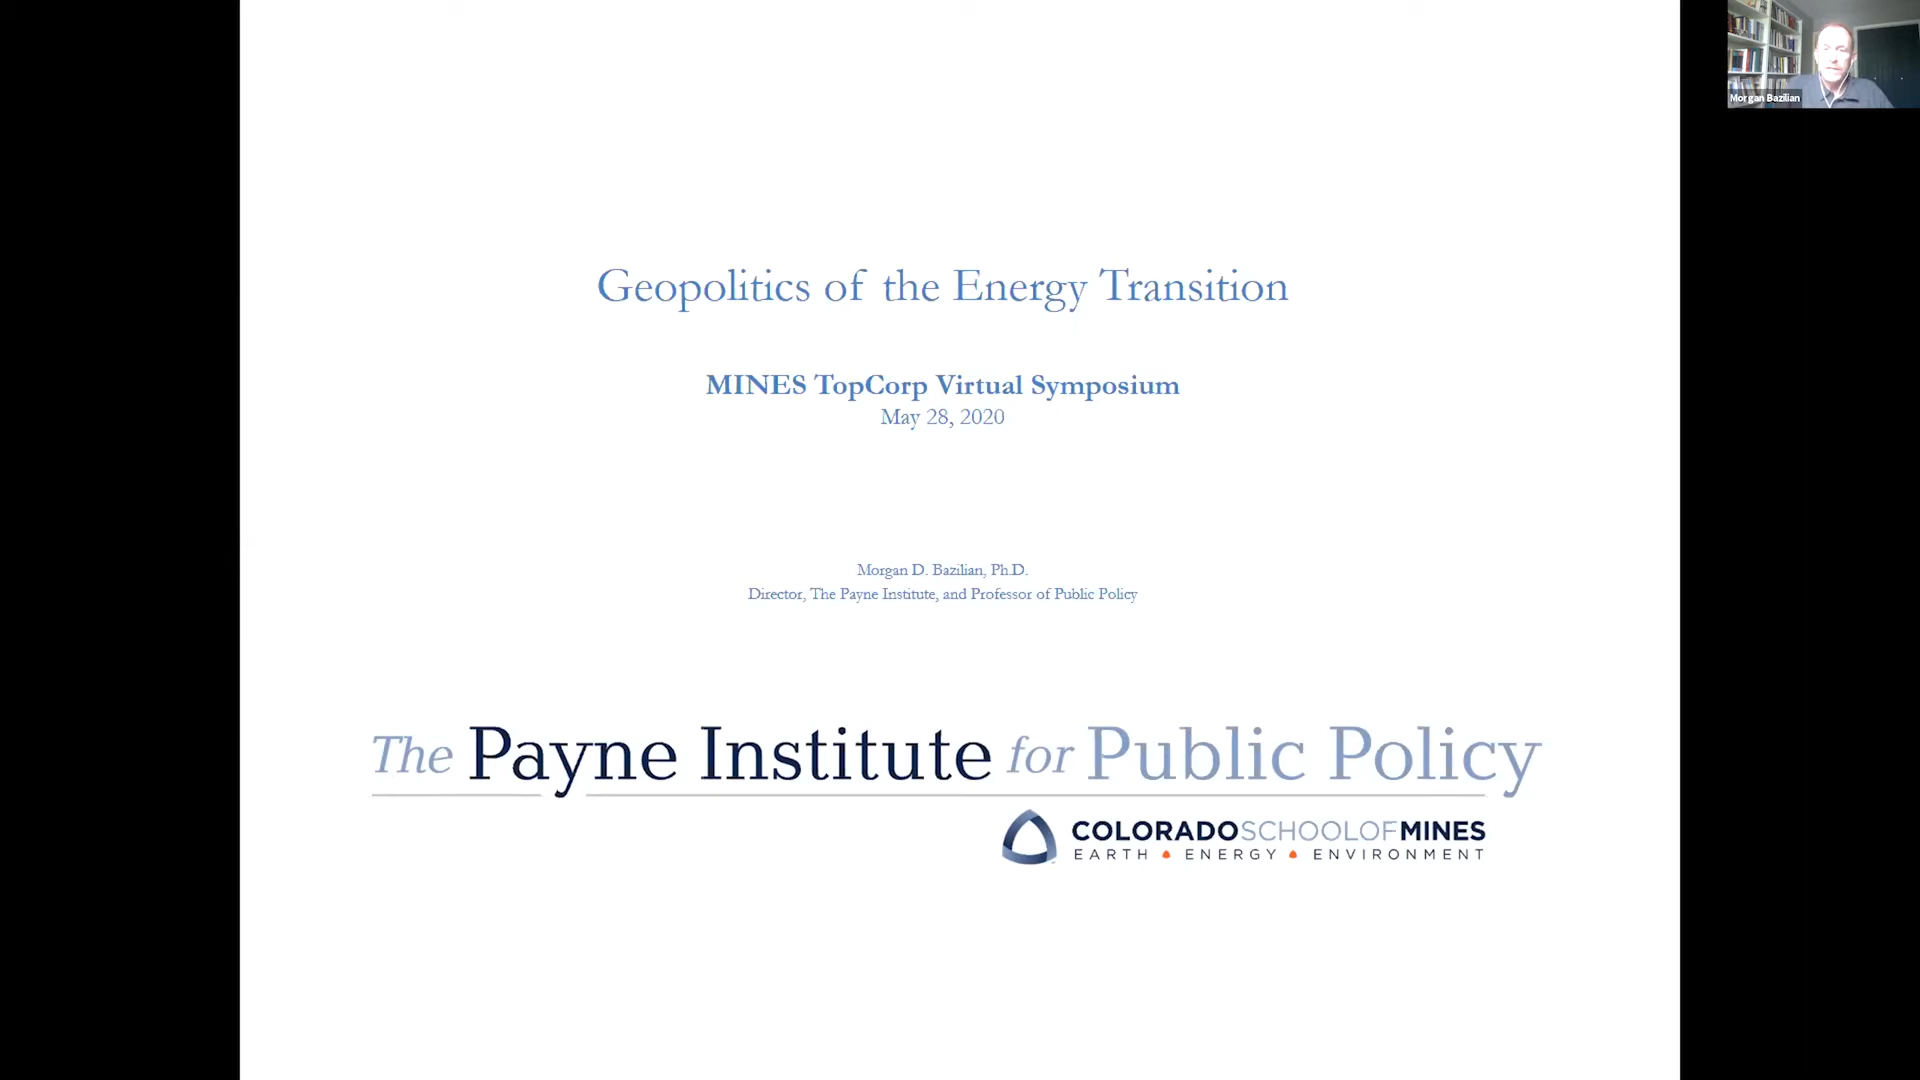 Geopolitics of the Energy Transition
MINES TopCorp Virtual Symposium
May 28, 2020
Morgan D. Bazilian, Ph.D.
Director, The Payne Institute, and Professor of Public Policy
The Payne Institute for Public Policy
COLORADOSCHOOLOFMINES
EARTH • ENERGY • ENVIRONMENT
Morgan Bazilian